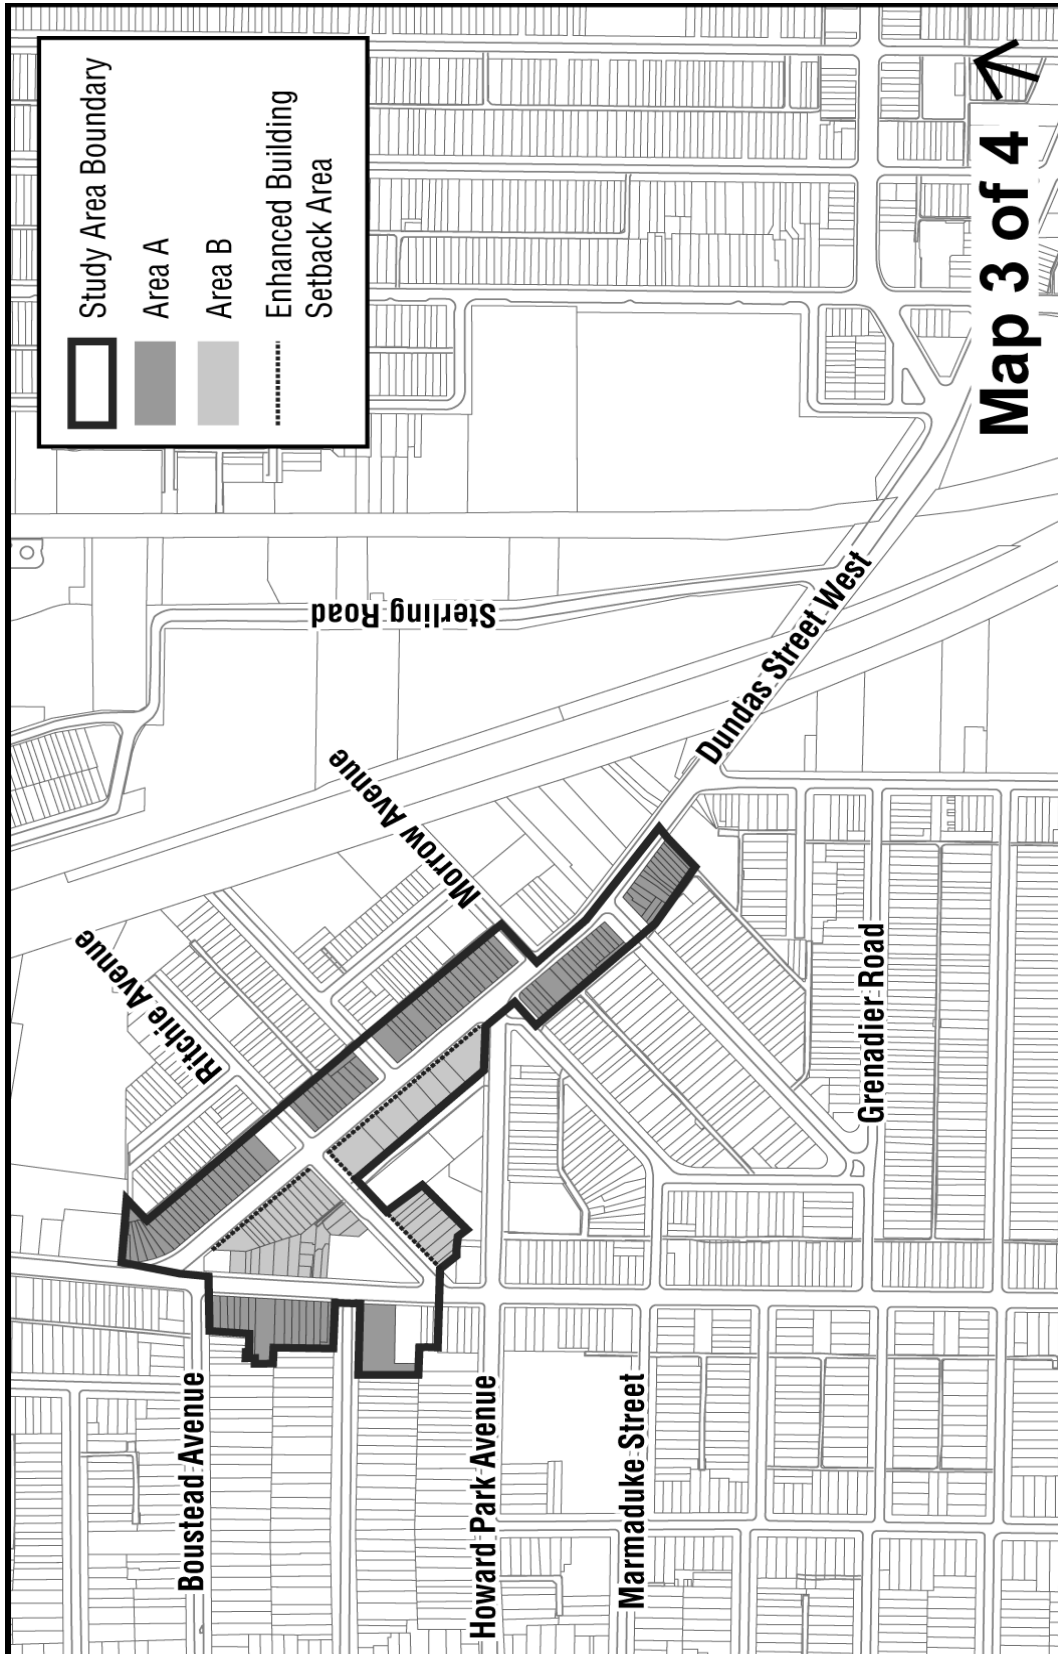 Study Area Boundary
Area A
Area B
Enhanced Building
Setback Area
Map 3 of 4
Sterling Road
Dundas Street West
Morrow Avenue
Ritchie Avenue
Grenadier Road
Boustead Avenue
Howard Park Avenue
Marmaduke Street